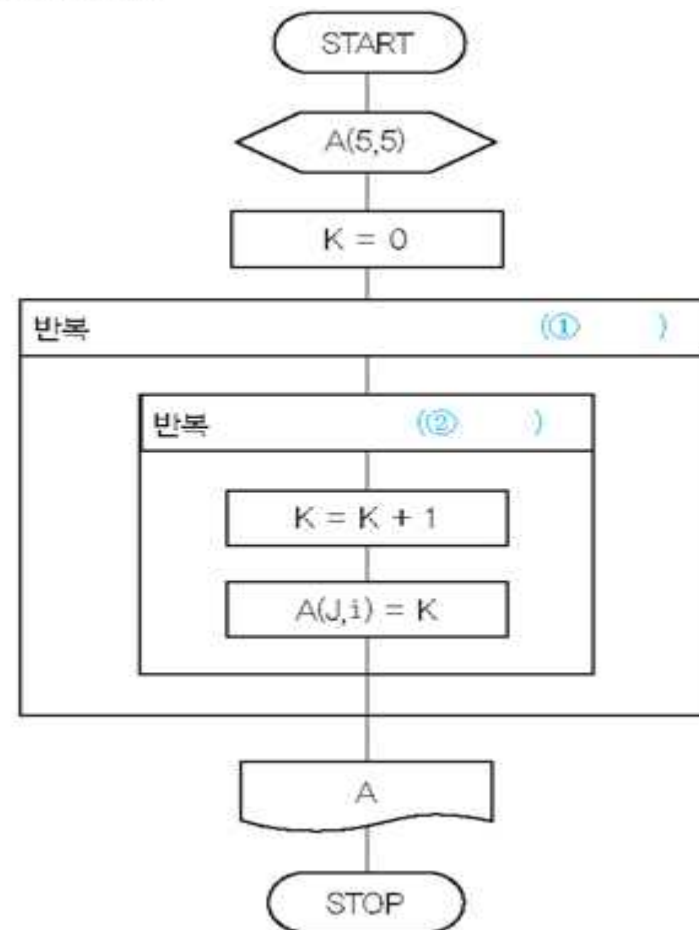 START
A(5,5)
K = 0
반복 (① )
반복 (② )
K = K + 1
A(J,i) = K
A
STOP